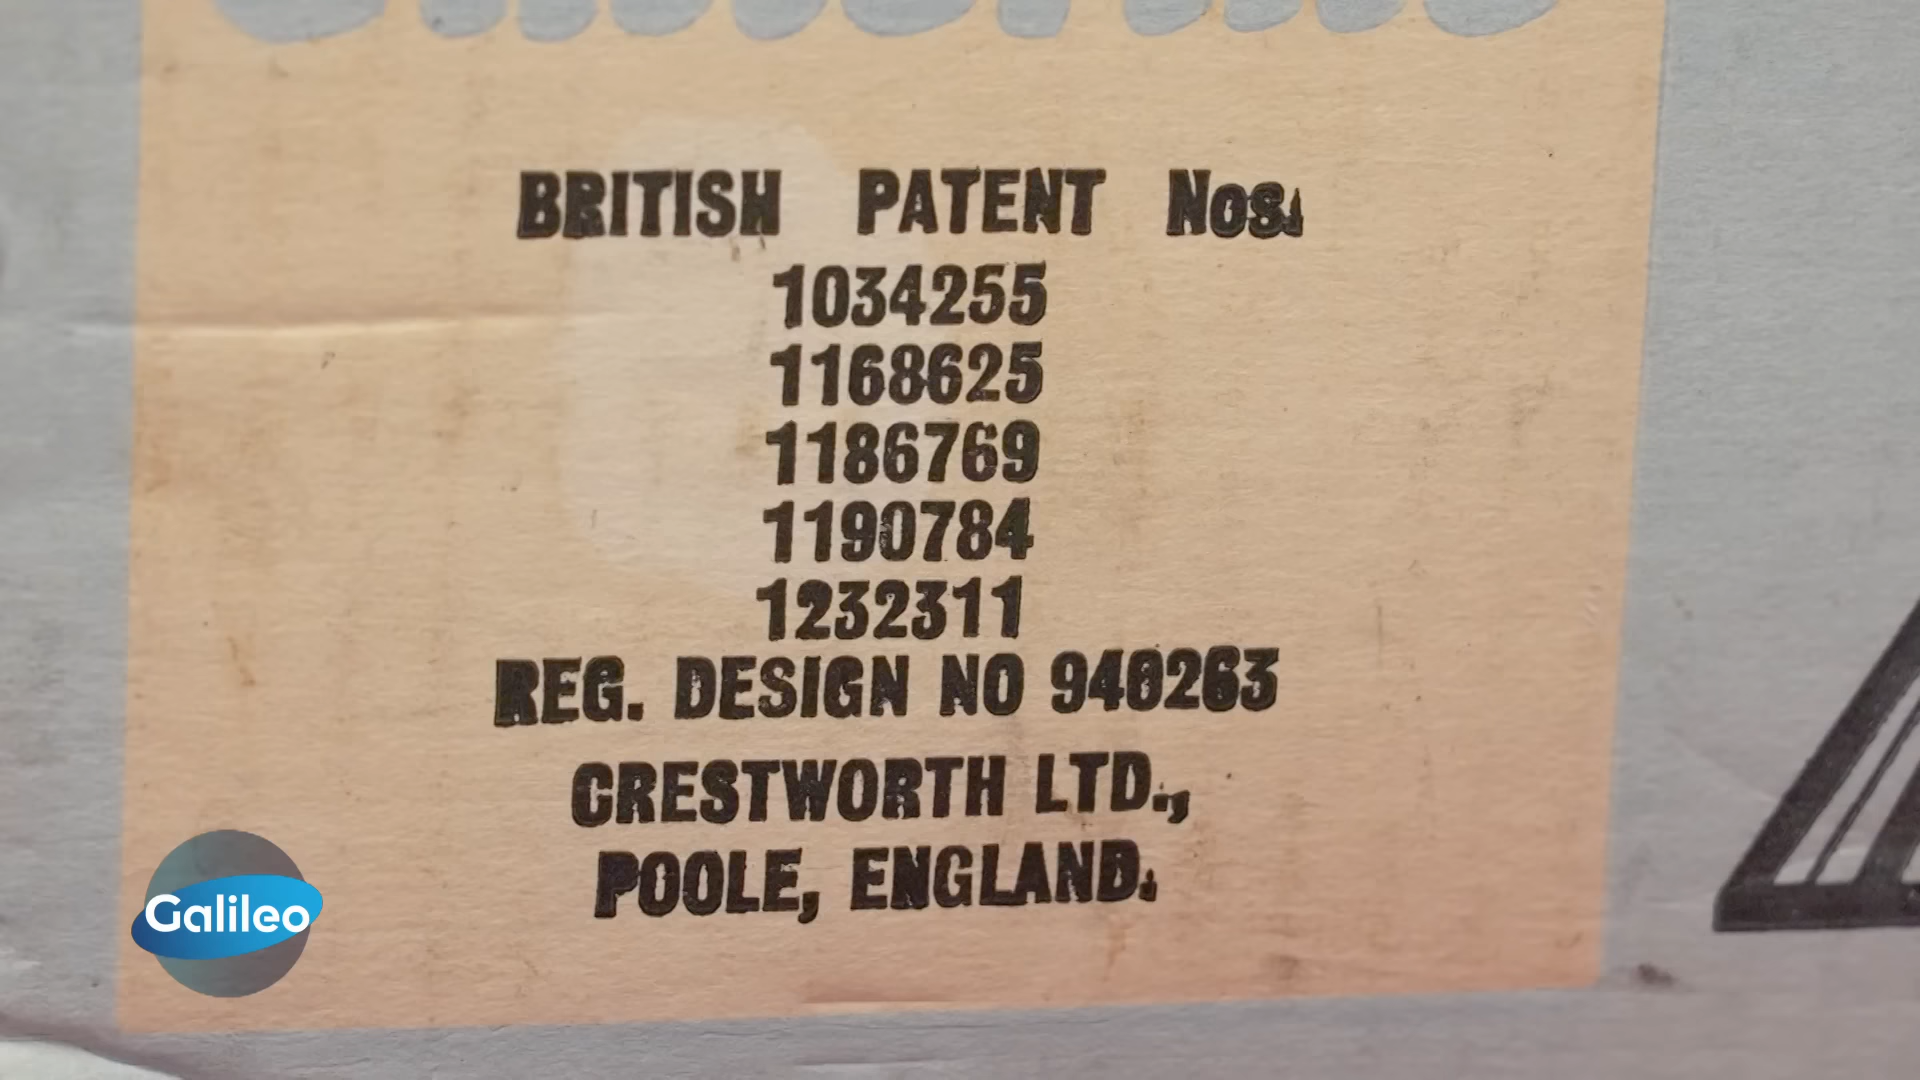 BRITISH PATENT Nos.
1034255
1168625
1186769
1190784
1232311
REG. DESIGN NO 940263
CRESTWORTH LTD.,
POOLE, ENGLAND.
Galileo